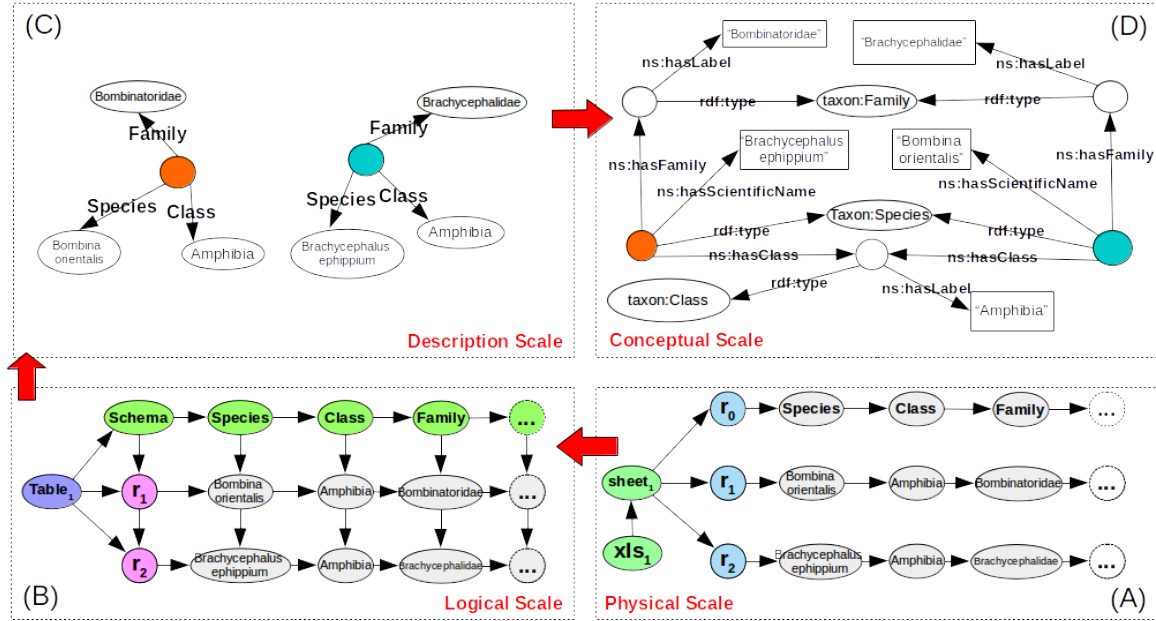 (C)
Bombinatoridae
Family
Species
Class
Bombina
orientalis
Amphibia
Brachycephalidae
Family
Species
Class
Brachycephalus
ephippium
Amphibia
Description Scale
(D)
"Bombinatoridae"
"Brachycephalidae"
ns:hasLabel
ns:hasLabel
rdf:type
taxon:Family
rdf:type
ns:hasFamily
"Brachycephalus
ephippium"
"Bombina
orientalis"
ns:hasFamily
ns:hasScientificName
ns:hasScientificName
Taxon:Species
rdf:type
rdf:type
ns:hasClass
ns:hasClass
taxon:Class
rdf:type
ns:hasLabel
"Amphibia"
Conceptual Scale
Schema
Species
Class
Family
...
Table1
r1
Bombina
orientalis
Amphibia
Bombinatoridae
...
r2
Brachycephalus
ephippium
Amphibia
Brachycephalidae
...
(B)
Logical Scale
r0
Species
Class
Family
...
sheet1
r1
Bombina
orientalis
Amphibia
Bombinatoridae
...
xls1
r2
Brachycephalus
ephippium
Amphibia
Brachycephalidae
...
Physical Scale
(A)